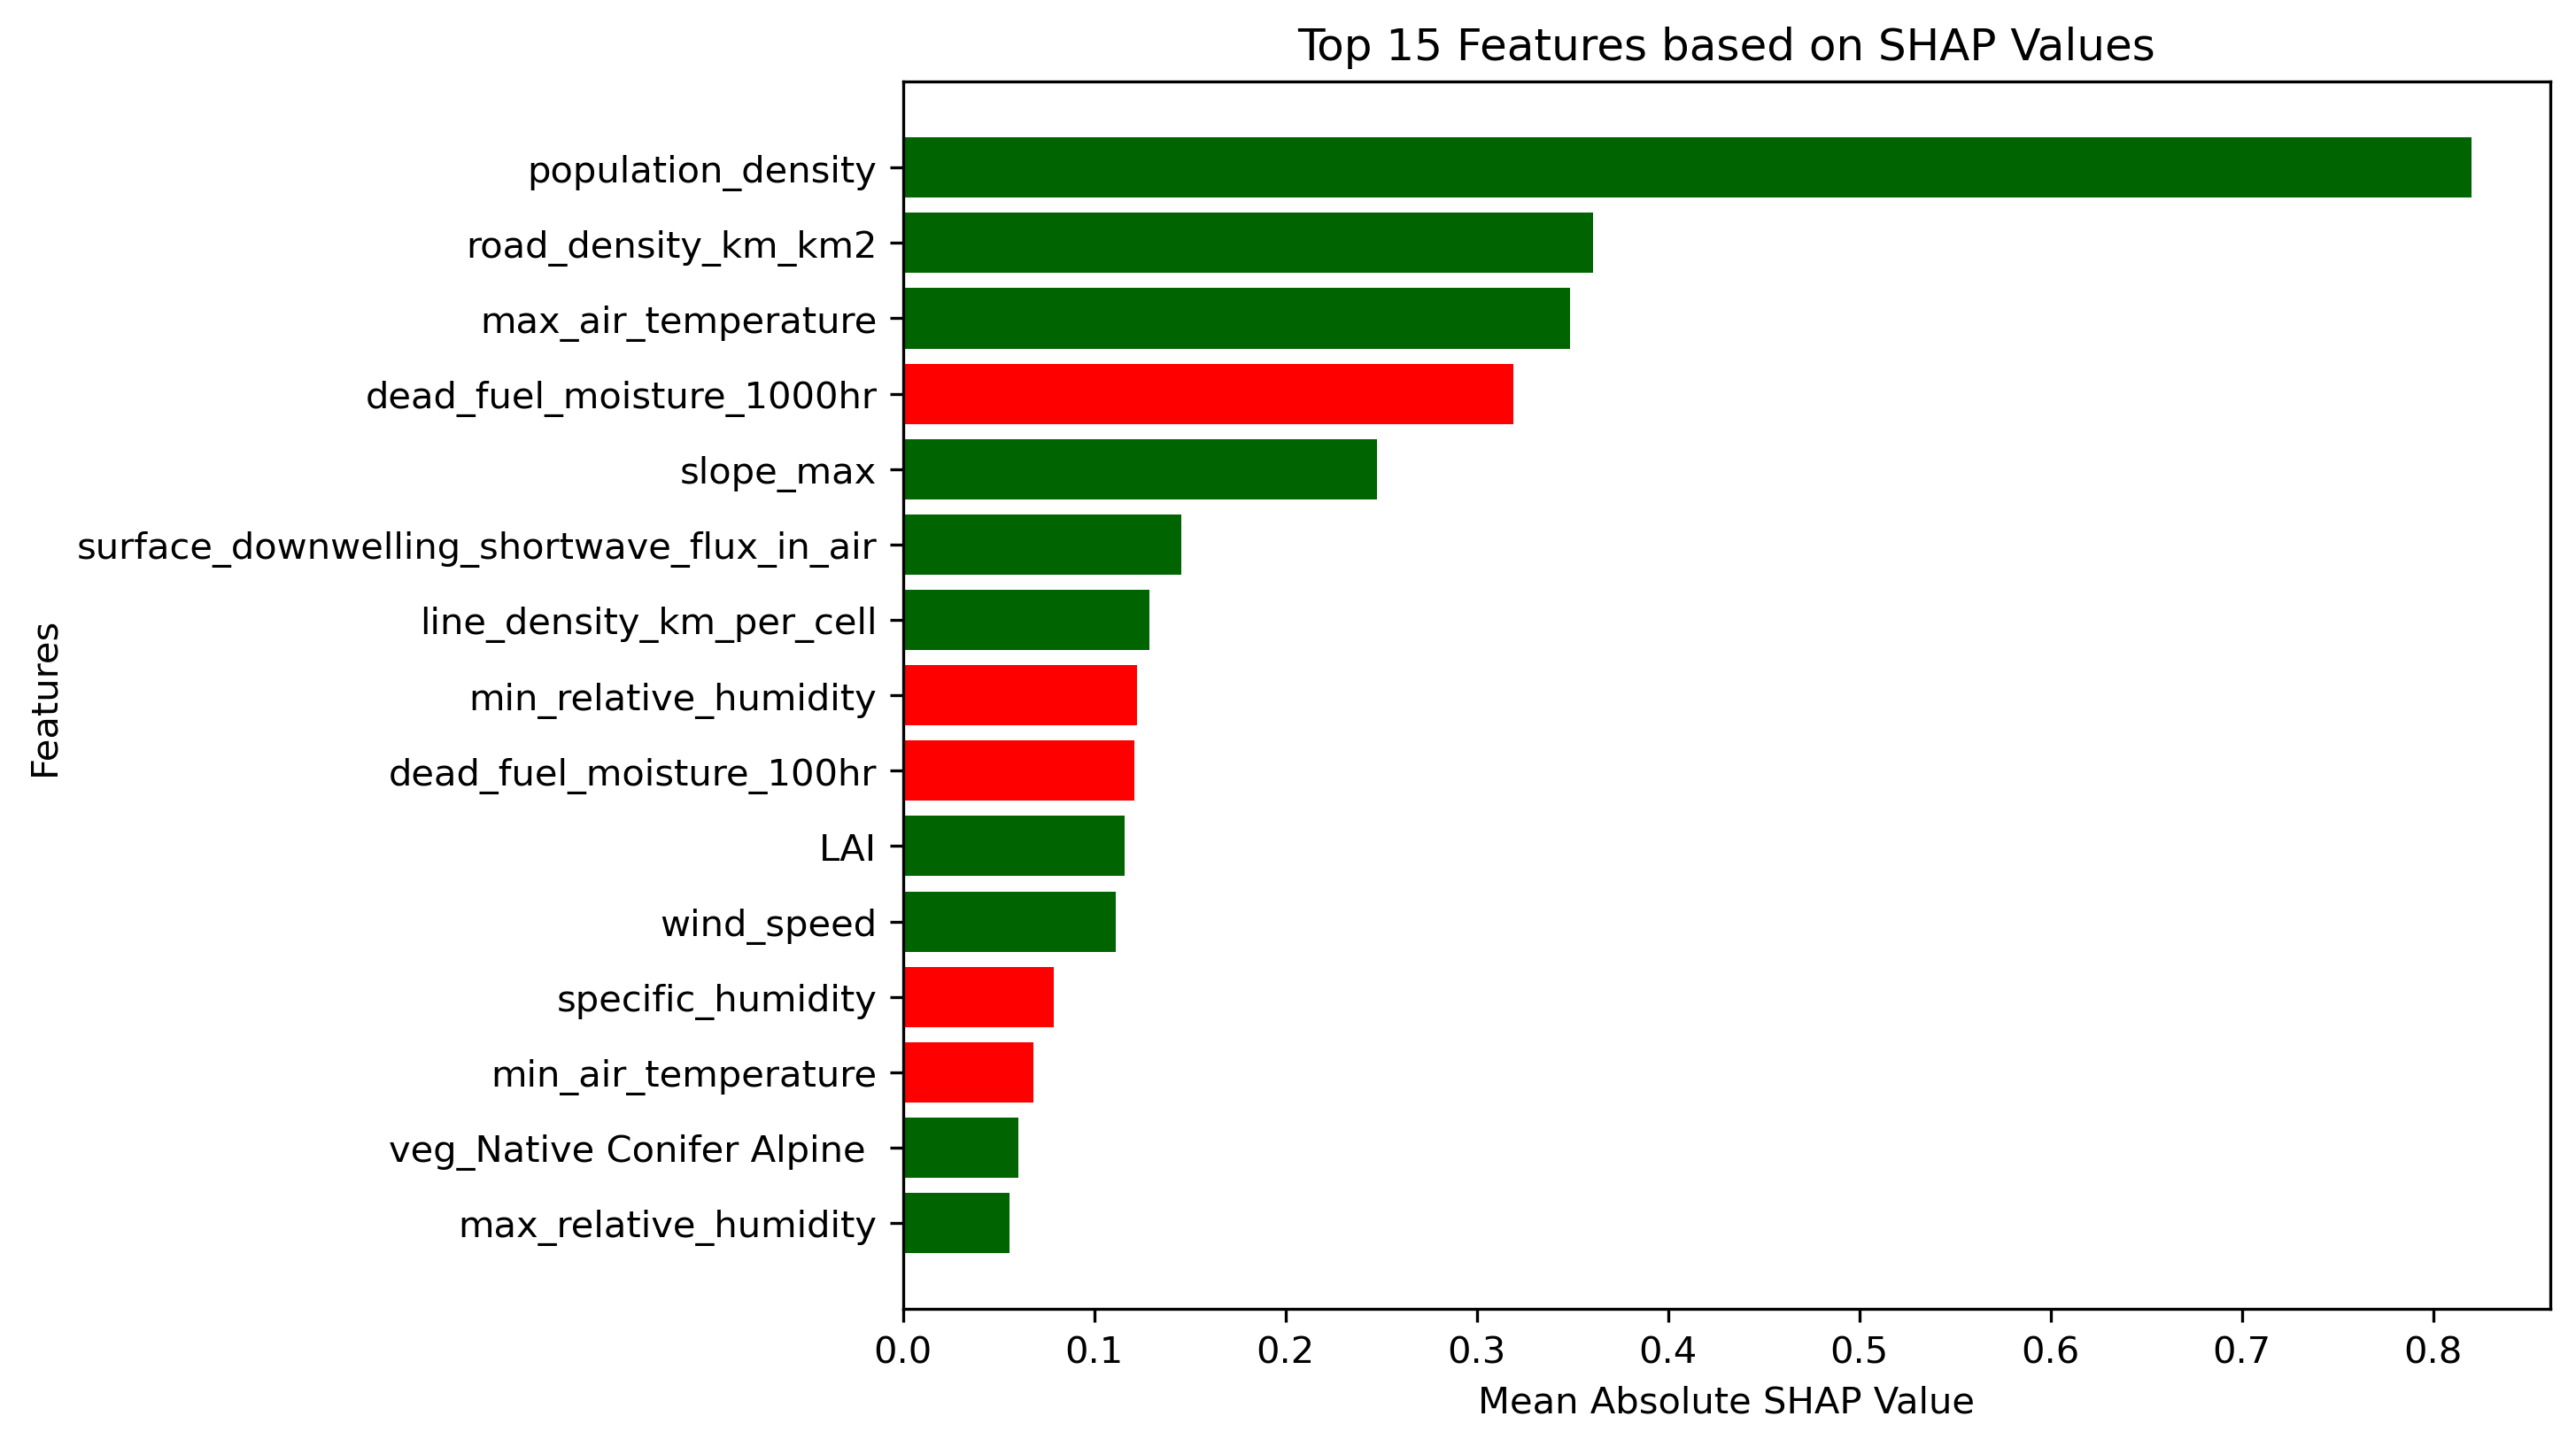 Top 15 Features based on SHAP Values
Features
population_density
road_density_km_km2
max_air_temperature
dead_fuel_moisture_1000hr
slope_max
surface_downwelling_shortwave_flux_in_air
line_density_km_per_cell
min_relative_humidity
dead_fuel_moisture_100hr
LAI
wind_speed
specific_humidity
min_air_temperature
veg_Native Conifer Alpine
max_relative_humidity
0.0 0.1 0.2 0.3 0.4 0.5 0.6 0.7 0.8
Mean Absolute SHAP Value